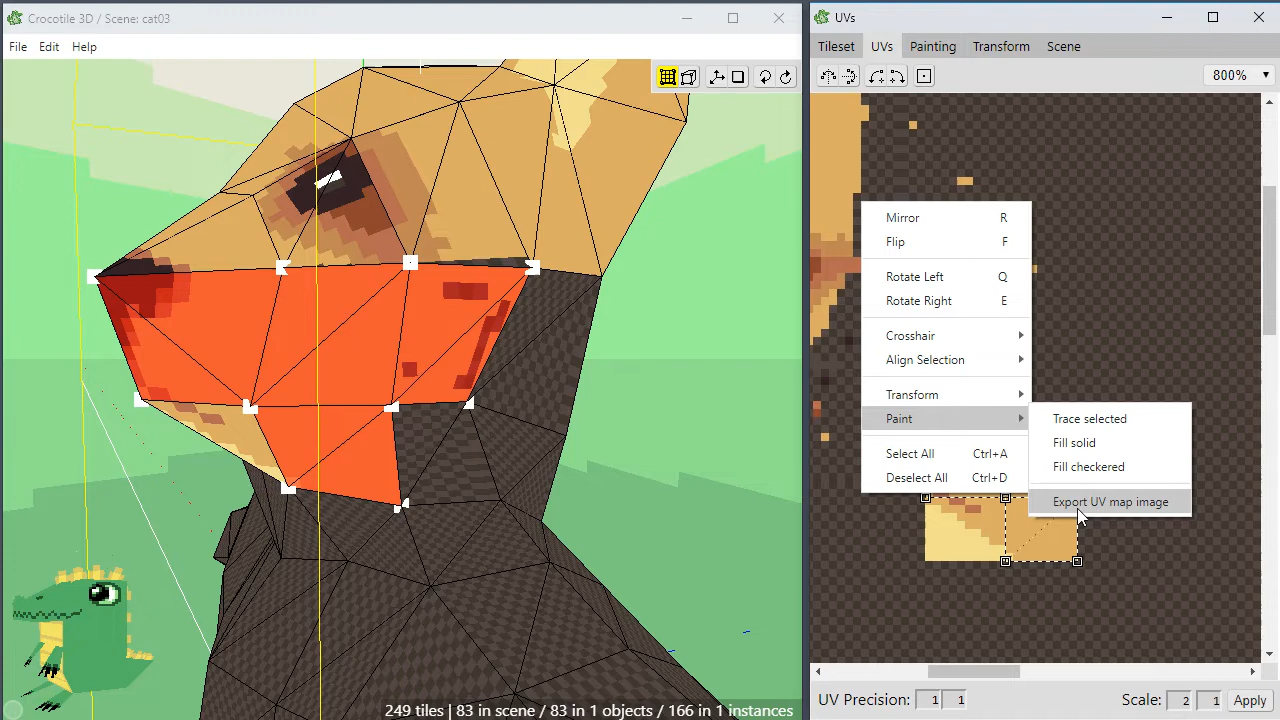 Crocotile 3D / Scene: cat03
File Edit Help
249 tiles | 83 in scene / 83 in 1 objects / 166 in 1 instances
UVs
Tileset UVs Painting Transform Scene
800%
Mirror R
Flip F
Rotate Left Q
Rotate Right E
Crosshair
Align Selection
Transform
Paint
Select All Ctrl+A
Deselect All Ctrl+D
Trace selected
Fill solid
Fill checkered
Export UV map image
UV Precision: 1 1 Scale: 2 1 Apply